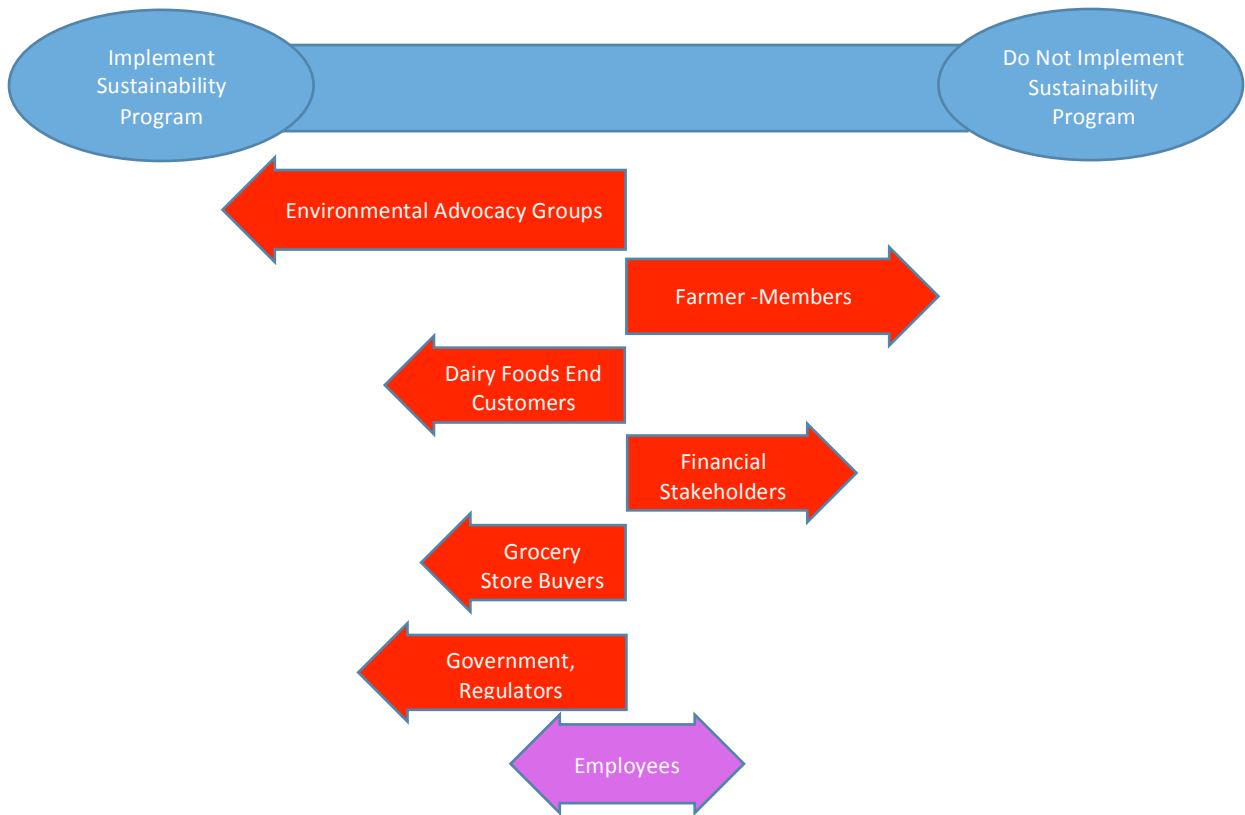 Implement
Sustainability
Program
Do Not Implement
Sustainability
Program
Environmental Advocacy Groups
Farmer -Members
Dairy Foods End
Customers
Financial
Stakeholders
Grocery
Store Buyers
Government,
Regulators
Employees